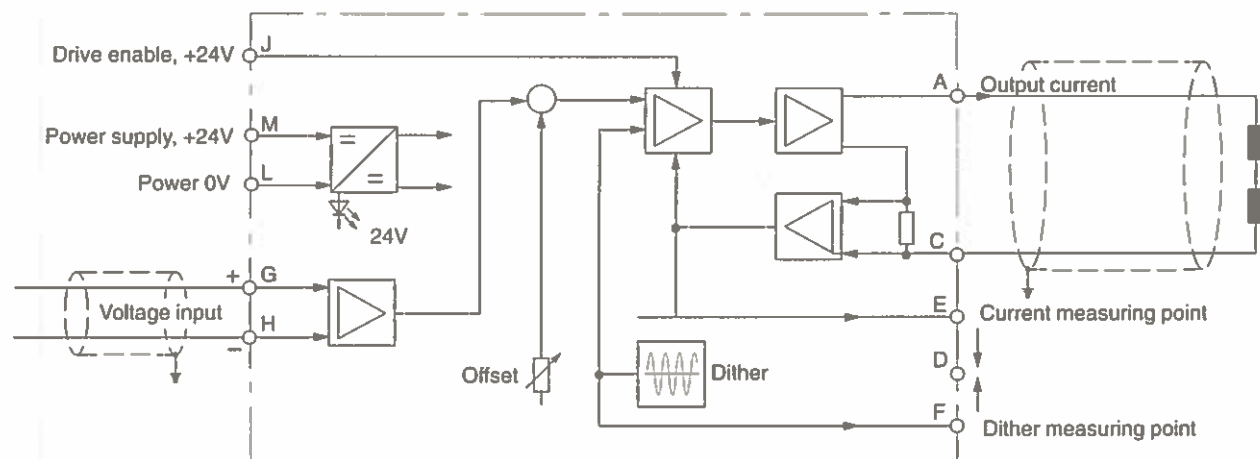 Drive enable, +24V
J
Power supply, +24V
M
Power 0V
L
24V
+
G
Voltage input
H
−
Offset
Dither
A
Output current
C
E
Current measuring point
D
F
Dither measuring point